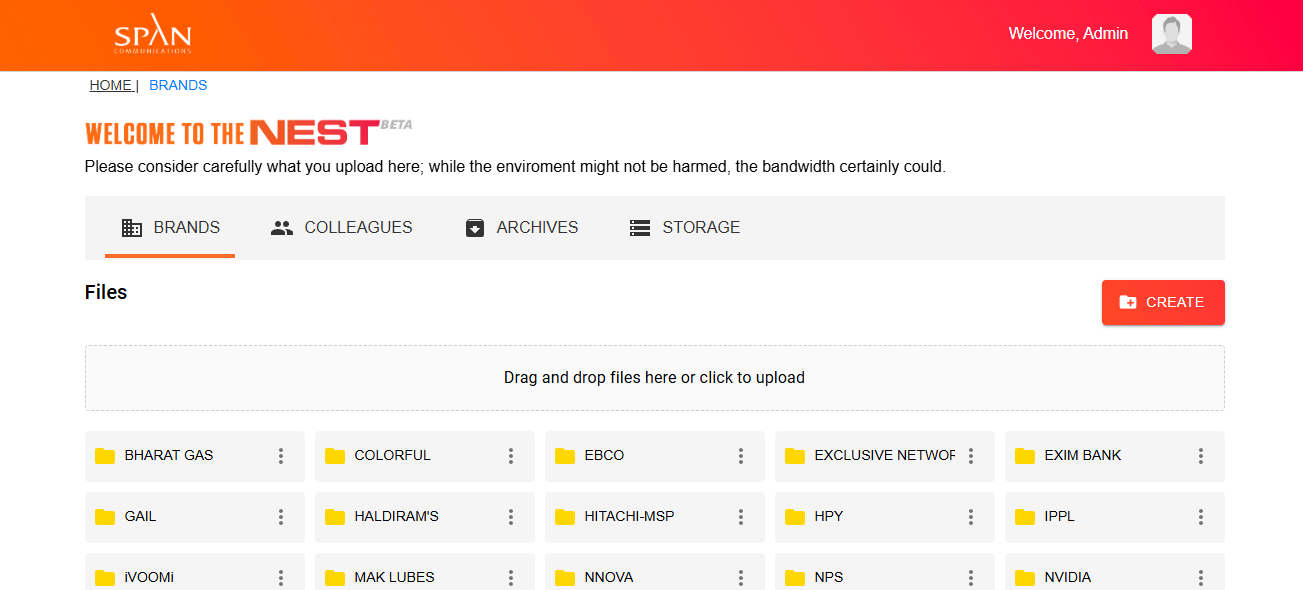 SPAN
COMMUNICATIONS
Welcome, Admin
HOME | BRANDS
WELCOME TO THE NEST BETA
Please consider carefully what you upload here; while the enviroment might not be harmed, the bandwidth certainly could.
BRANDS COLLEAGUES ARCHIVES STORAGE
Files
CREATE
Drag and drop files here or click to upload
BHARAT GAS COLORFUL EBCO EXCLUSIVE NETWOR EXIM BANK
GAIL HALDIRAM'S HITACHI-MSP HPY IPPL
iVOOMi MAK LUBES NNOVA NPS NVIDIA